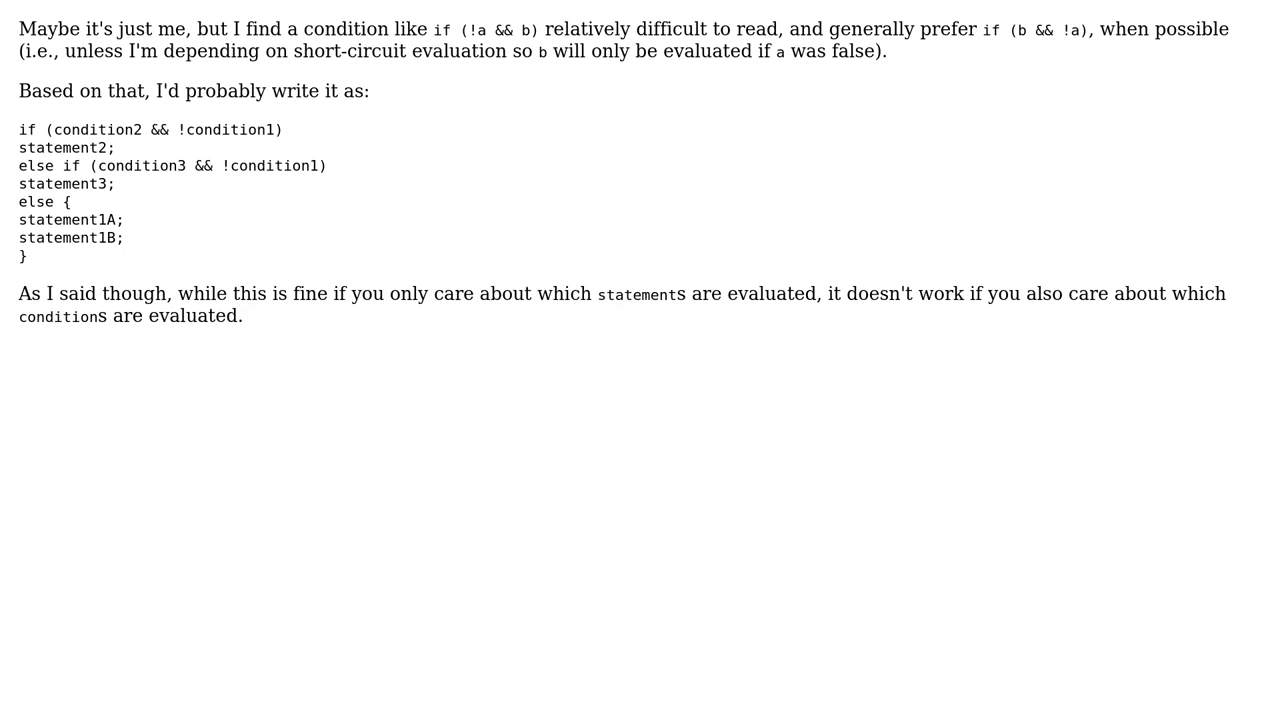 Maybe it's just me, but I find a condition like if (!a && b) relatively difficult to read, and generally prefer if (b && !a), when possible
(i.e., unless I'm depending on short-circuit evaluation so b will only be evaluated if a was false).
Based on that, I'd probably write it as:
if (condition2 && !condition1)
statement2;
else if (condition3 && !condition1)
statement3;
else {
statement1A;
statement1B;
}
As I said though, while this is fine if you only care about which statements are evaluated, it doesn't work if you also care about which
conditions are evaluated.